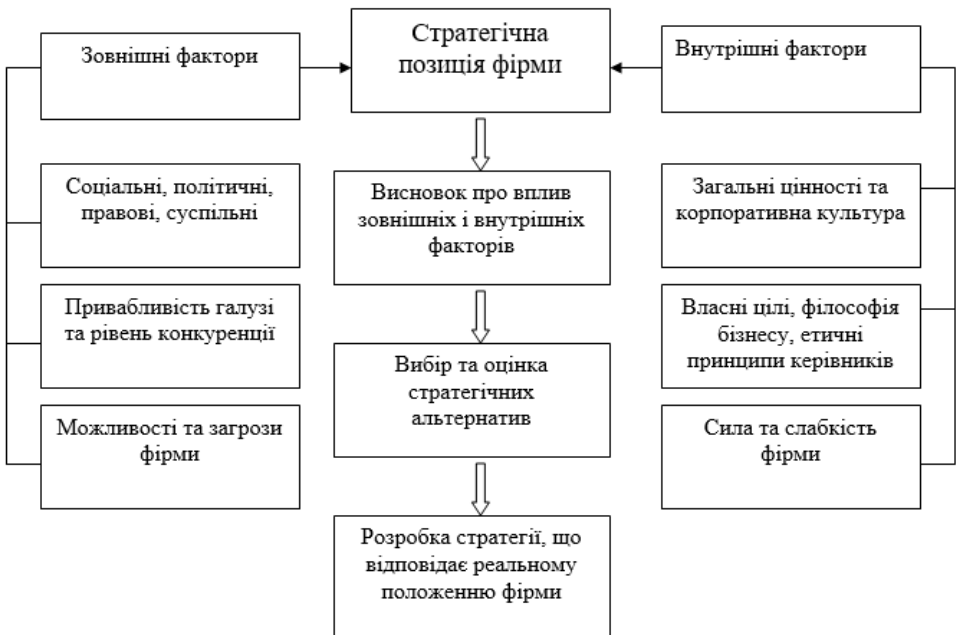 Зовнішні фактори
Стратегічна
позиція фірми
Внутрішні фактори
Соціальні, політичні,
правові, суспільні
Висновок про вплив
зовнішніх і внутрішніх
факторів
Загальні цінності та
корпоративна культура
Привабливість галузі
та рівень конкуренції
Вибір та оцінка
стратегічних
альтернатив
Власні цілі, філософія
бізнесу, етичні
принципи керівників
Можливості та загрози
фірми
Сила та слабкість
фірми
Розробка стратегії, що
відповідає реальному
положенню фірми